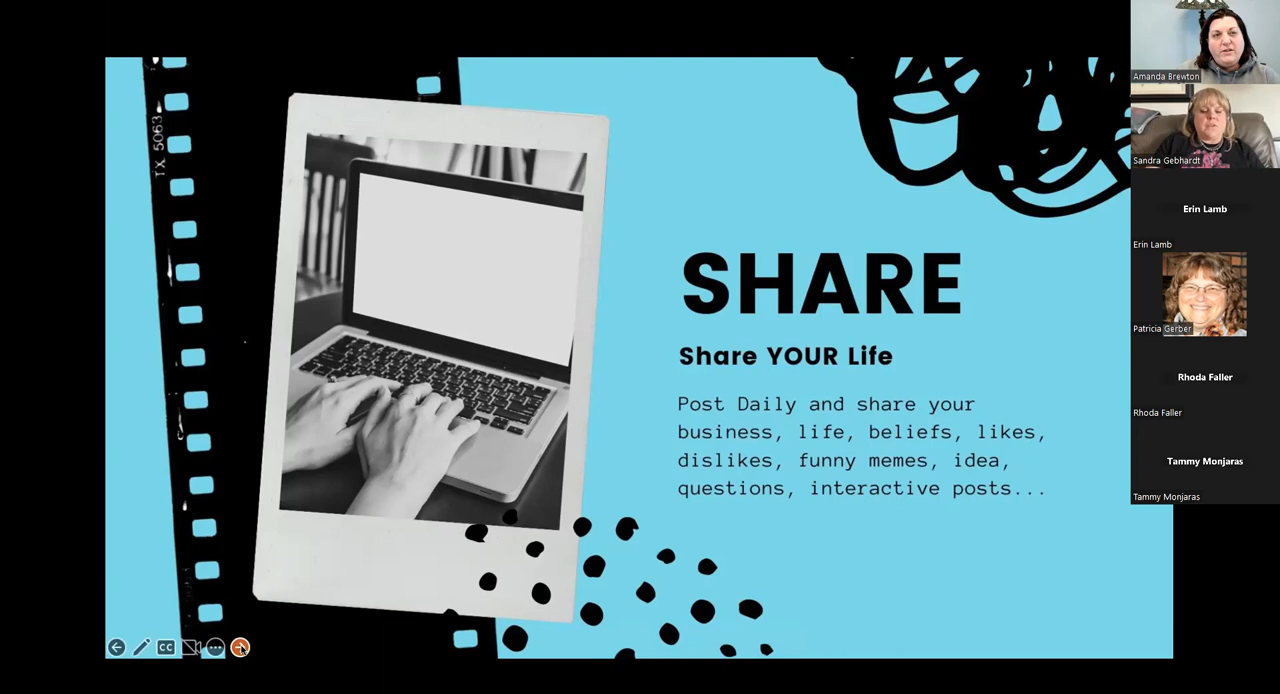 TX 5063
SHARE
Share YOUR Life
Post Daily and share your
business, life, beliefs, likes,
dislikes, funny memes, idea,
questions, interactive posts...
CC
Amanda Brewton
Sandra Gebhardt
Erin Lamb
Erin Lamb
Patricia Gerber
Rhoda Faller
Rhoda Faller
Tammy Monjaras
Tammy Monjaras